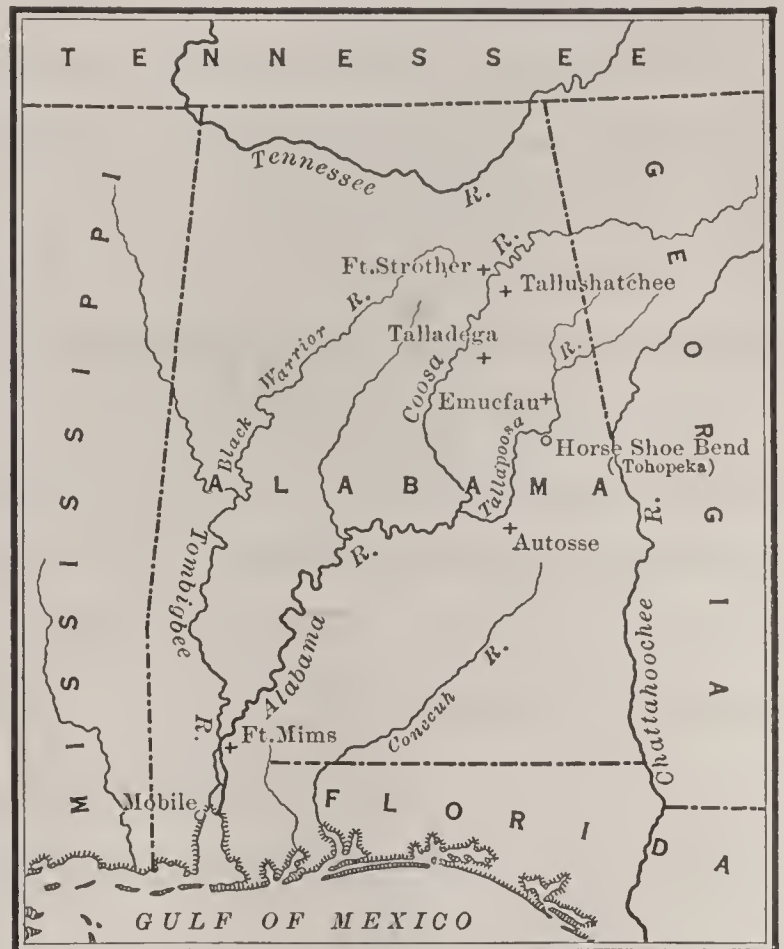 TENNESSEE
Tennessee R.
GEORGIA
MISSISSIPPI
Ft.Strother
R.
Tallushatchee
Black Warrior R.
Talladega
Coosa
R.
Emucfau
Tallapoosa
Horse Shoe Bend
(Tohopeka)
ALABAMA
Autosse
R.
Tombigbee
R.
Alabama
R.
Chattahoochee
Conecuh R.
Ft.Mims
Mobile
FLORIDA
GULF OF MEXICO